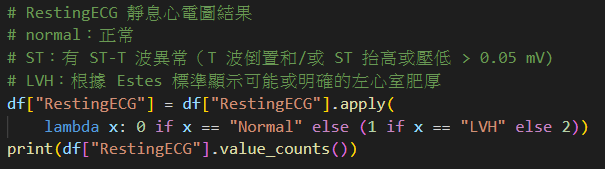 # RestingECG 靜息心電圖結果
# normal：正常
# ST：有 ST-T 波異常（T 波倒置和/或 ST 抬高或壓低 > 0.05 mV)
# LVH：根據 Estes 標準顯示可能或明確的左心室肥厚
df["RestingECG"] = df["RestingECG"].apply(
    lambda x: 0 if x == "Normal" else (1 if x == "LVH" else 2))
print(df["RestingECG"].value_counts())